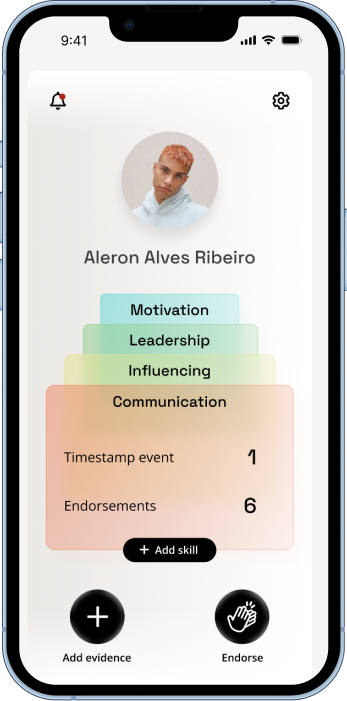 9:41
Aleron Alves Ribeiro
Motivation
Leadership
Influencing
Communication
Timestamp event 1
Endorsements 6
+ Add skill
Add evidence Endorse